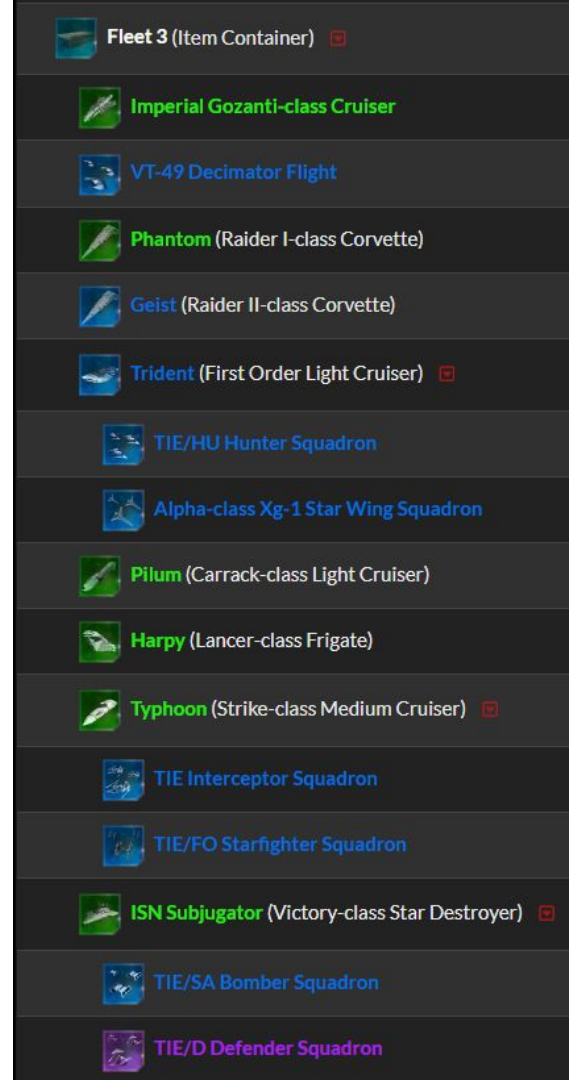 Fleet 3 (Item Container)
Imperial Gozanti-class Cruiser
VT-49 Decimator Flight
Phantom (Raider I-class Corvette)
Geist (Raider II-class Corvette)
Trident (First Order Light Cruiser)
TIE/HU Hunter Squadron
Alpha-class Xg-1 Star Wing Squadron
Pilum (Carrack-class Light Cruiser)
Harpy (Lancer-class Frigate)
Typhoon (Strike-class Medium Cruiser)
TIE Interceptor Squadron
TIE/FO Starfighter Squadron
ISN Subjugator (Victory-class Star Destroyer)
TIE/SA Bomber Squadron
TIE/D Defender Squadron